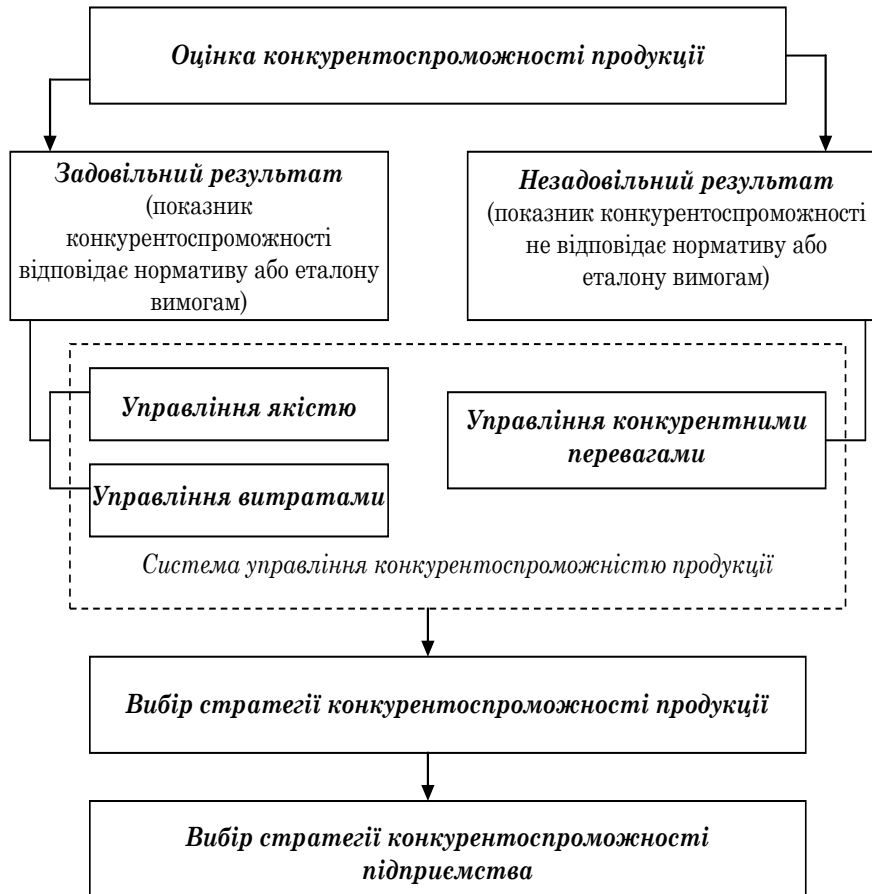 Оцінка конкурентоспроможності продукції
Задовільний результат
(показник
конкурентоспроможності
відповідає нормативу або еталону
вимогам)
Незадовільний результат
(показник конкурентоспроможності
не відповідає нормативу або
еталону вимогам)
Управління якістю
Управління витратами
Управління конкурентними
перевагами
Система управління конкурентоспроможністю продукції
Вибір стратегії конкурентоспроможності продукції
Вибір стратегії конкурентоспроможності
підприємства